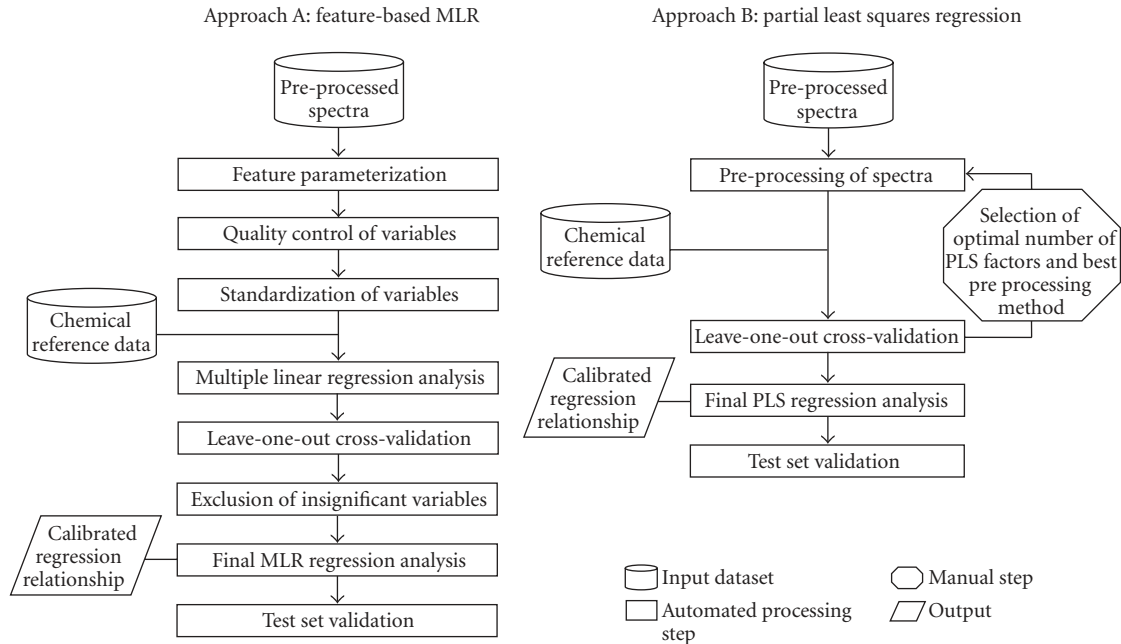 Approach A: feature-based MLR
Pre-processed
spectra
Feature parameterization
Quality control of variables
Standardization of variables
Chemical
reference data
Multiple linear regression analysis
Leave-one-out cross-validation
Exclusion of insignificant variables
Calibrated
regression
relationship
Final MLR regression analysis
Test set validation
Approach B: partial least squares regression
Pre-processed
spectra
Pre-processing of spectra
Chemical
reference data
Selection of
optimal number of
PLS factors and best
pre processing
method
Leave-one-out cross-validation
Calibrated
regression
relationship
Final PLS regression analysis
Test set validation
Input dataset
Manual step
Automated processing
step
Output